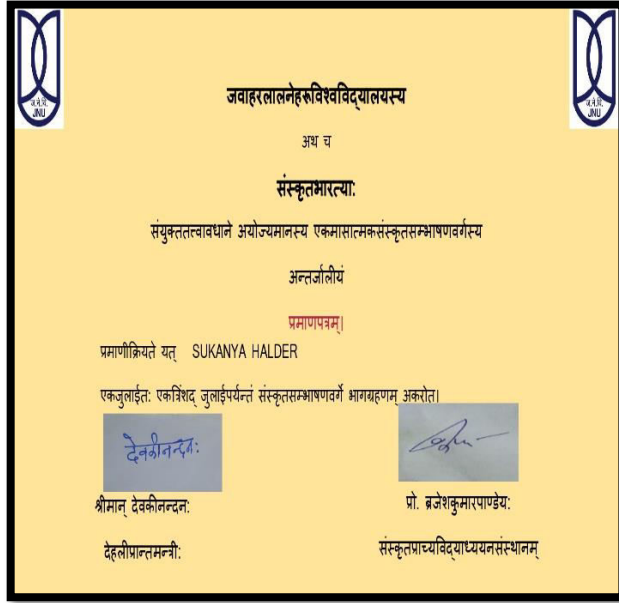 ज.ने.वि.
JNU
ज.ने.वि.
JNU
जवाहरलालनेहरूविश्वविद्यालयस्य
अथ च
संस्कृतभारत्या:
संयुक्ततत्त्वावधाने अयोज्यमानस्य एकमासात्मकसंस्कृतसम्भाषणवर्गस्य
अन्तर्जालीयं
प्रमाणपत्रम्|
प्रमाणीक्रियते यत् SUKANYA HALDER
एकजुलाईत: एकत्रिंशद् जुलाईपर्यन्तं संस्कृतसम्भाषणवर्गे भागग्रहणम् अकरोत्|
देवकीनन्दन:
श्रीमान् देवकीनन्दन:
प्रो. ब्रजेशकुमारपाण्डेय:
देहलीप्रान्तमन्त्री:
संस्कृतप्राच्यविद्याध्ययनसंस्थानम्